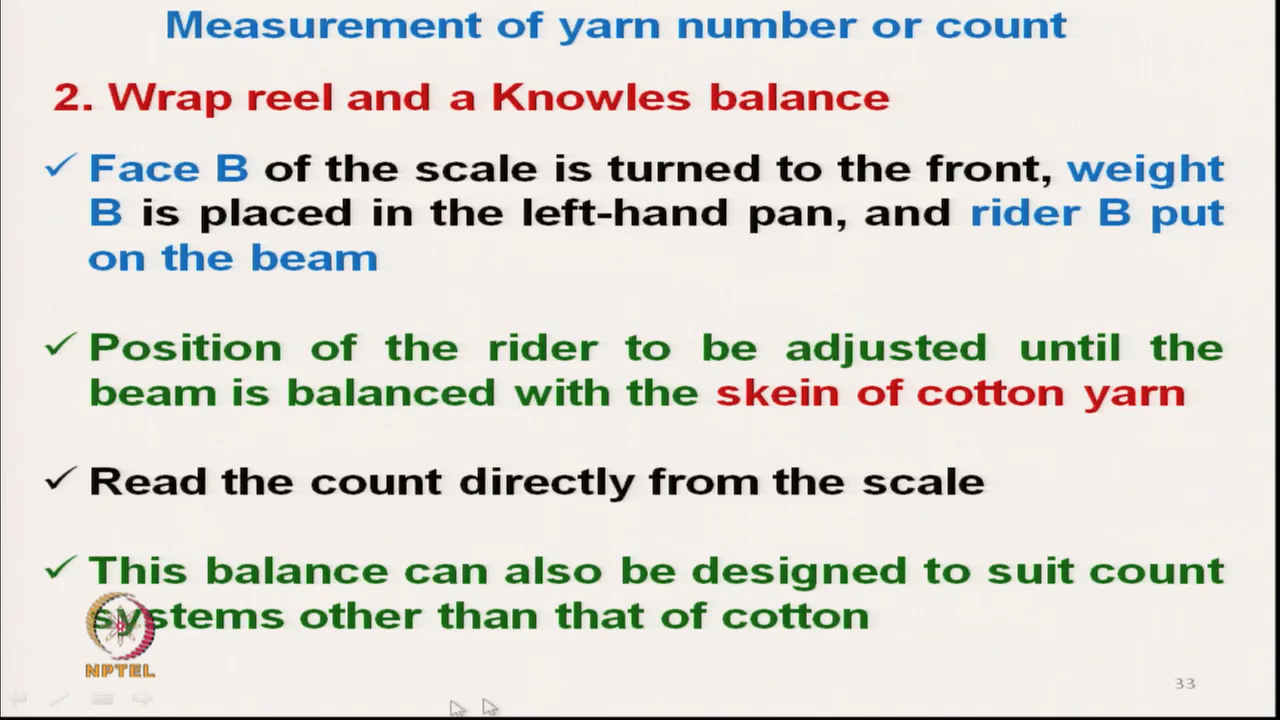 Measurement of yarn number or count
2. Wrap reel and a Knowles balance
✓ Face B of the scale is turned to the front, weight
B is placed in the left-hand pan, and rider B put
on the beam
✓ Position of the rider to be adjusted until the
beam is balanced with the skein of cotton yarn
✓ Read the count directly from the scale
✓ This balance can also be designed to suit count
systems other than that of cotton
NPTEL
33